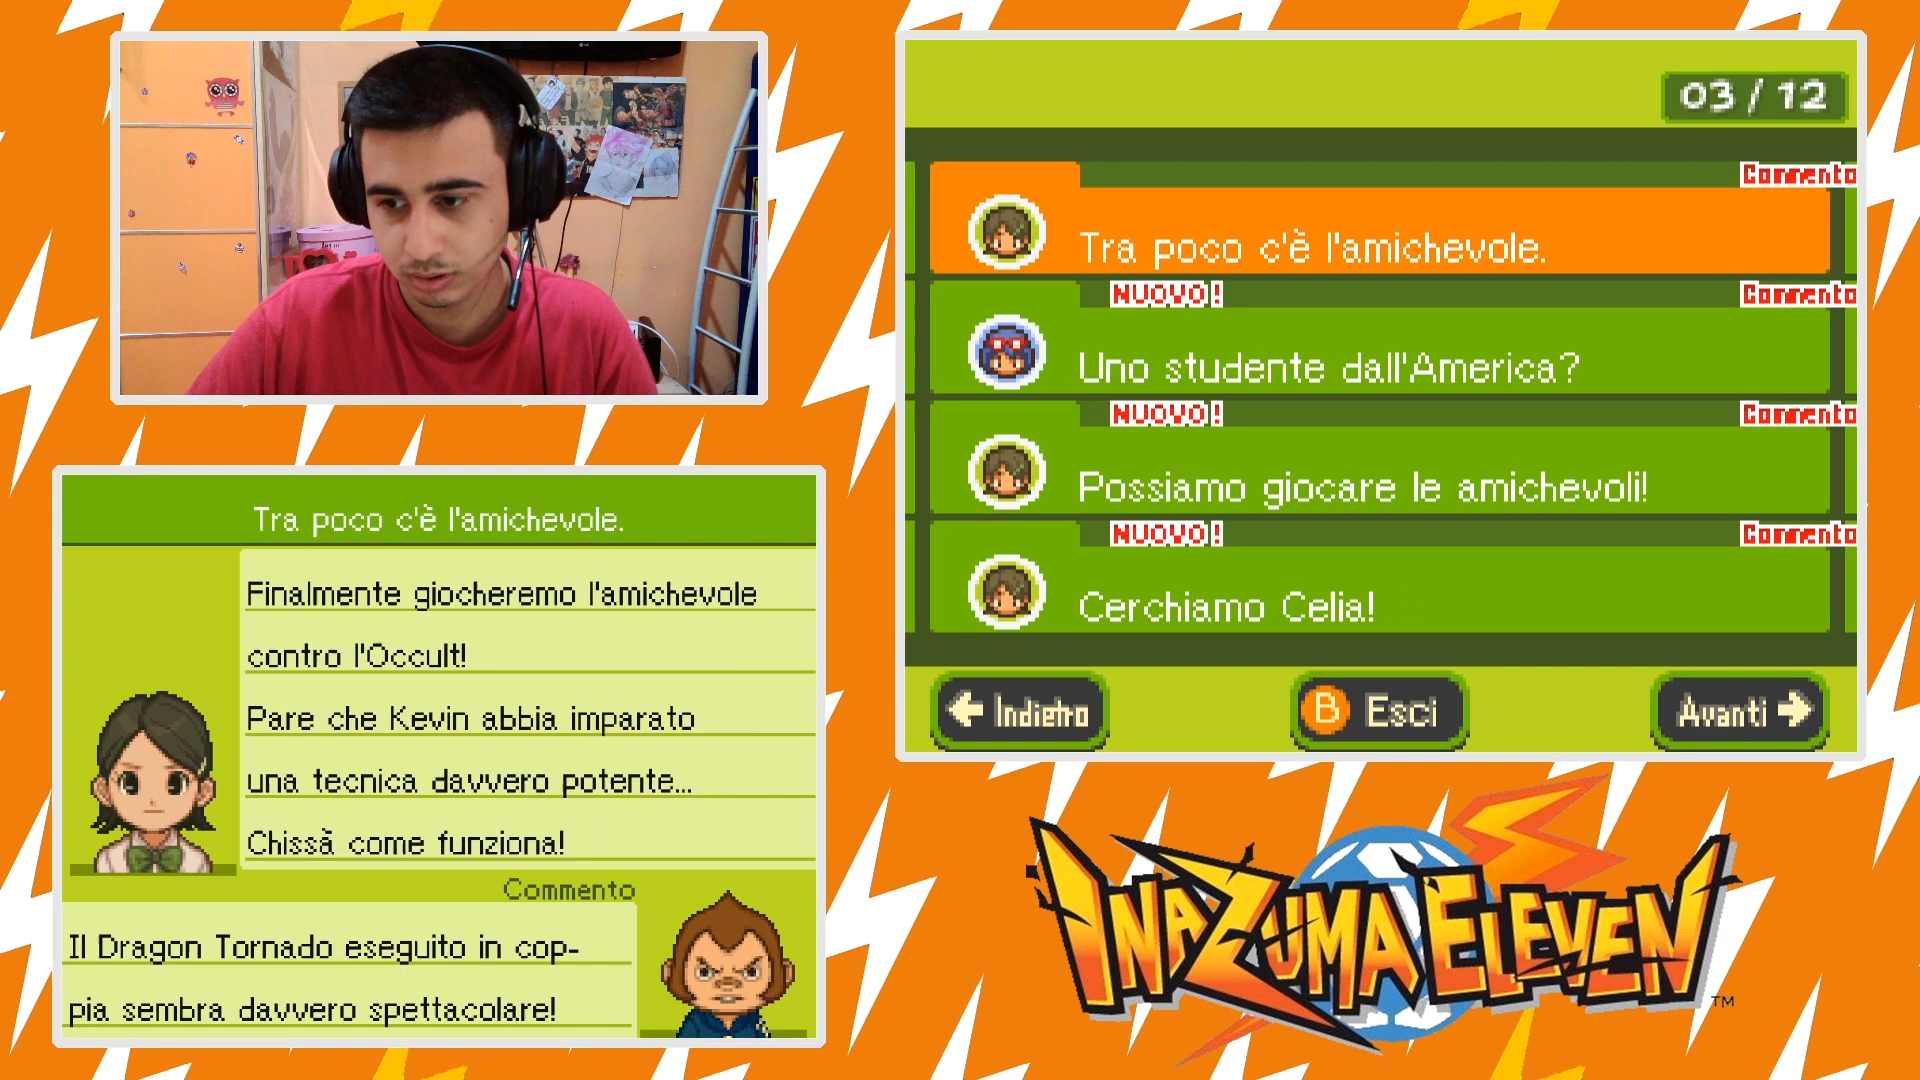 03 / 12
Commento
Tra poco c'è l'amichevole.
NUOVO!
Commento
Uno studente dall'America?
NUOVO!
Commento
Possiamo giocare le amichevoli!
NUOVO!
Commento
Cerchiamo Celia!
Indietro
B Esci
Avanti
Tra poco c'è l'amichevole.
Finalmente giocheremo l'amichevole
contro l'Occult!
Pare che Kevin abbia imparato
una tecnica davvero potente...
Chissà come funziona!
Commento
Il Dragon Tornado eseguito in cop-
pia sembra davvero spettacolare!
INAZUMA ELEVEN
TM